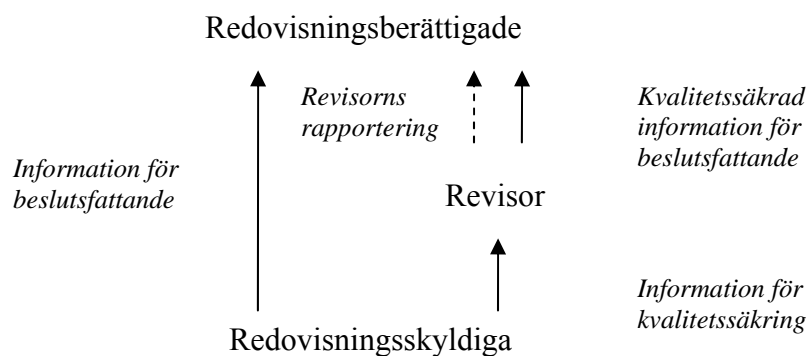 Redovisningsberättigade
Revisorns
rapportering
Kvalitetssäkrad
information för
beslutsfattande
Information för
beslutsfattande
Revisor
Information för
kvalitetssäkring
Redovisningsskyldiga